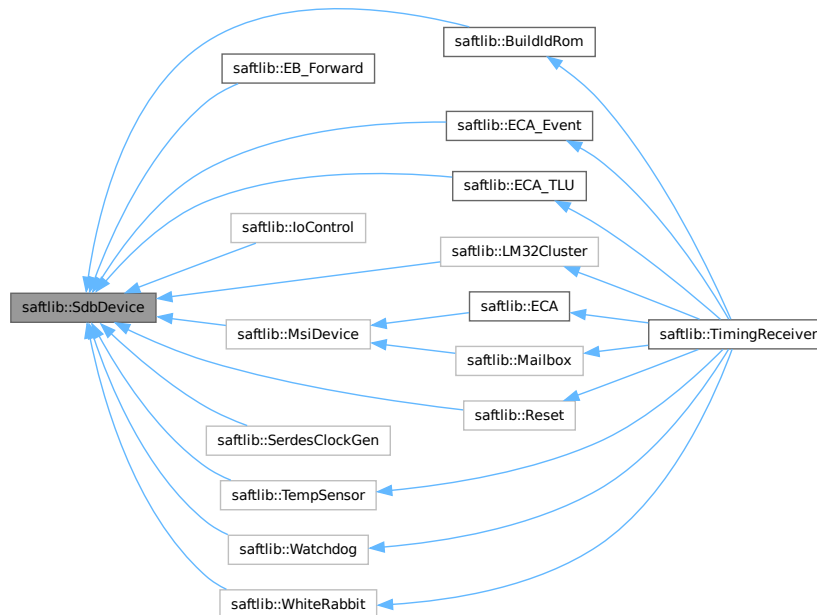 saftlib::BuildIdRom
saftlib::EB_Forward
saftlib::ECA_Event
saftlib::ECA_TLU
saftlib::IoControl
saftlib::LM32Cluster
saftlib::SdbDevice
saftlib::ECA
saftlib::MsiDevice
saftlib::TimingReceiver
saftlib::Mailbox
saftlib::Reset
saftlib::SerdesClockGen
saftlib::TempSensor
saftlib::Watchdog
saftlib::WhiteRabbit